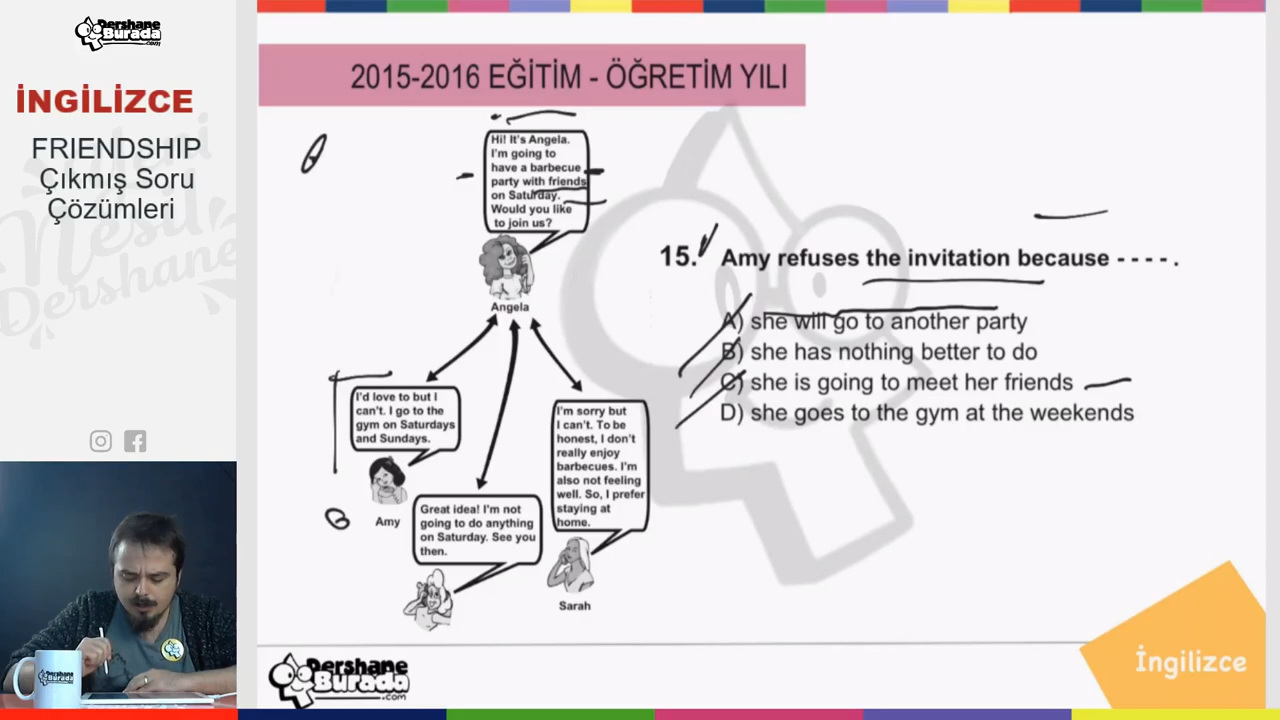 Dershane
Burada
.com
İNGİLİZCE
FRIENDSHIP
Çıkmış Soru
Çözümleri
2015-2016 EĞİTİM - ÖĞRETİM YILI
Hi! It's Angela.
I'm going to
have a barbecue
party with friends
on Saturday.
Would you like
to join us?
Angela
I'd love to but I
can't. I go to the
gym on Saturdays
and Sundays.
Amy
Great idea! I'm not
going to do anything
on Saturday. See you
then.
I'm sorry but
I can't. To be
honest, I don't
really enjoy
barbecues. I'm
also not feeling
well. So, I prefer
staying at
home.
Sarah
15. Amy refuses the invitation because - - - - .
A) she will go to another party
B) she has nothing better to do
C) she is going to meet her friends
D) she goes to the gym at the weekends
Dershane
Burada
.com
İngilizce